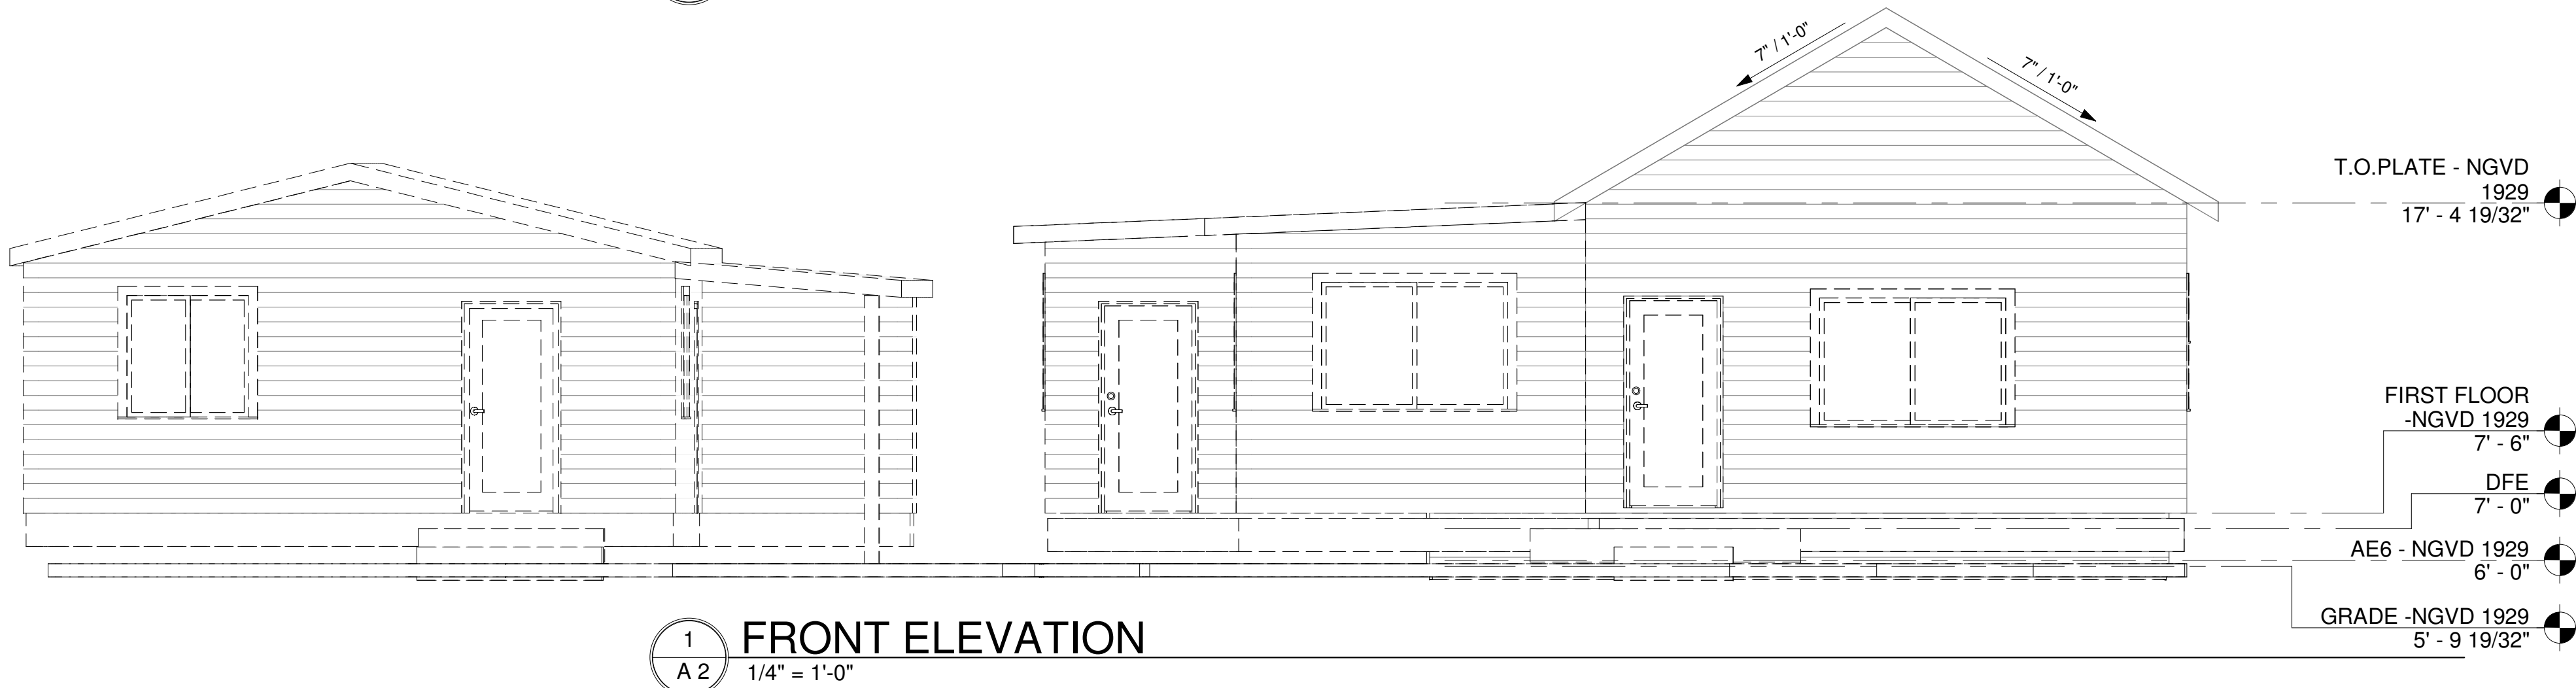 7" / 1'-0"
7" / 1'-0"
T.O.PLATE - NGVD
1929
17' - 4 19/32"
FIRST FLOOR
-NGVD 1929
7' - 6"
DFE
7' - 0"
AE6 - NGVD 1929
6' - 0"
GRADE -NGVD 1929
5' - 9 19/32"
1
FRONT ELEVATION
A 2
1/4" = 1'-0"